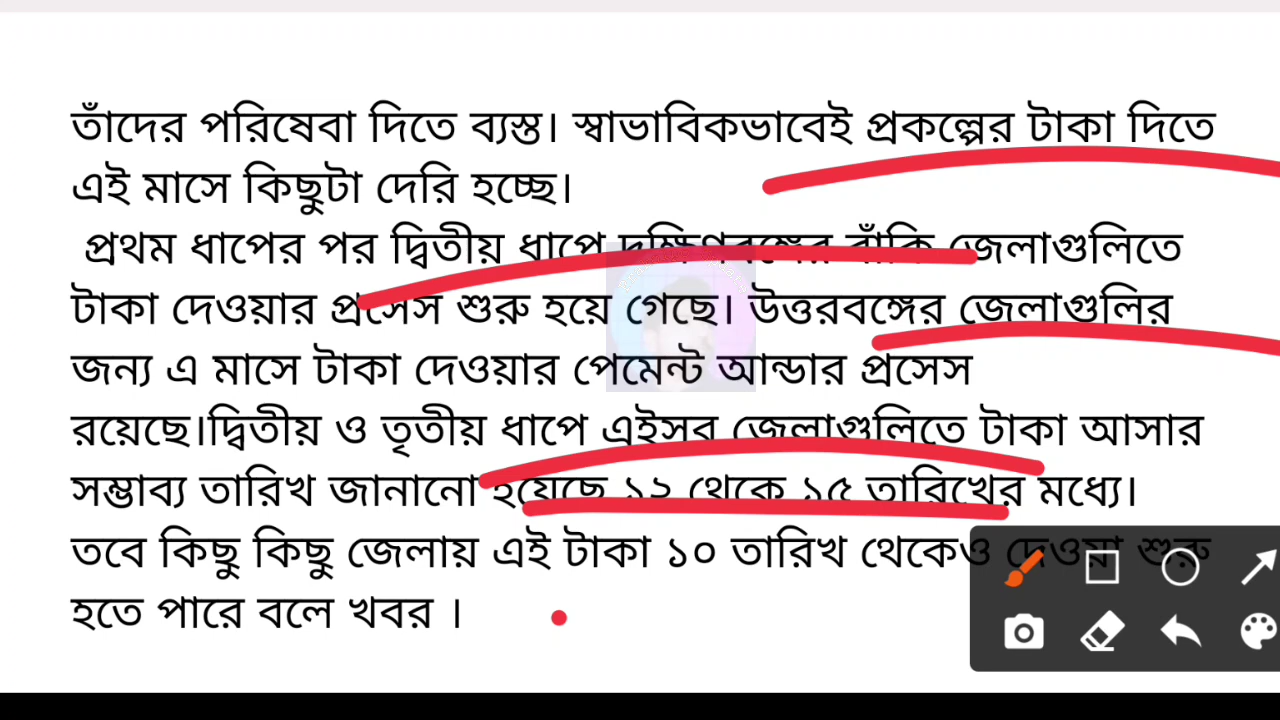 তাঁদের পরিষেবা দিতে ব্যস্ত। স্বাভাবিকভাবেই প্রকল্পের টাকা দিতে
এই মাসে কিছুটা দেরি হচ্ছে।
প্রথম ধাপের পর দ্বিতীয় ধাপে দক্ষিণবঙ্গের বাঁকি জেলাগুলিতে
টাকা দেওয়ার প্রসেস শুরু হয়ে গেছে। উত্তরবঙ্গের জেলাগুলির
জন্য এ মাসে টাকা দেওয়ার পেমেন্ট আন্ডার প্রসেস
রয়েছে।দ্বিতীয় ও তৃতীয় ধাপে এইসব জেলাগুলিতে টাকা আসার
সম্ভাব্য তারিখ জানানো হয়েছে ১২ থেকে ১৫ তারিখের মধ্যে।
তবে কিছু কিছু জেলায় এই টাকা ১০ তারিখ থেকেও দেওয়া শুরু
হতে পারে বলে খবর ।